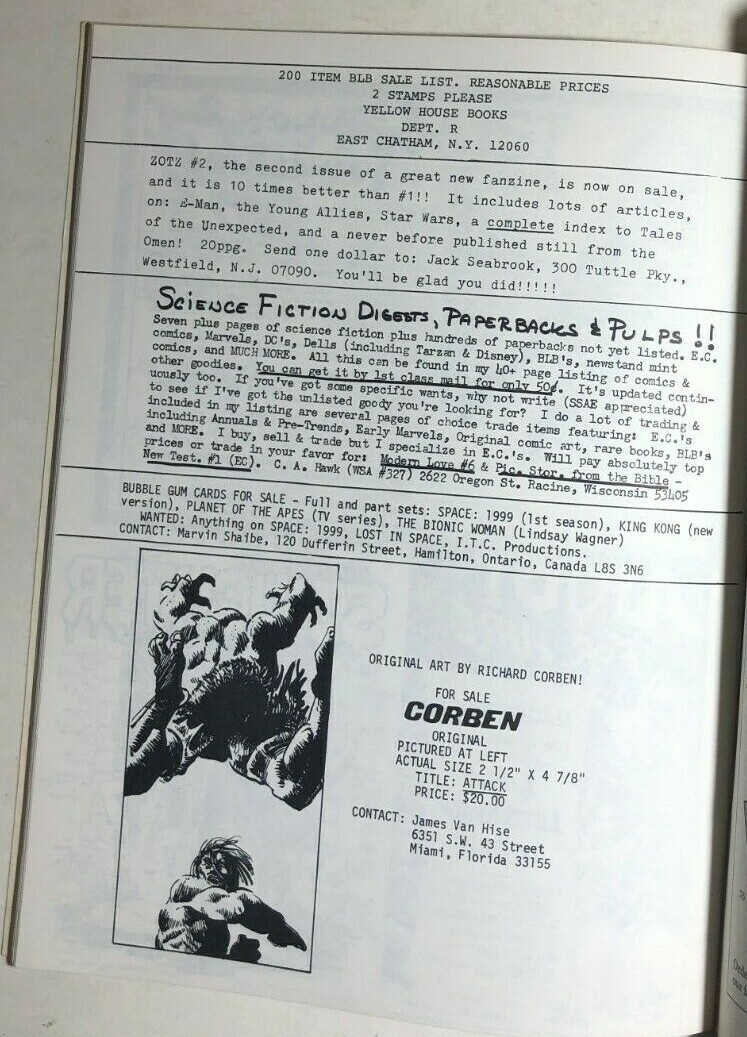 200 ITEM BLB SALE LIST. REASONABLE PRICES
2 STAMPS PLEASE
YELLOW HOUSE BOOKS
DEPT. R
EAST CHATHAM, N.Y. 12060
ZOTZ #2, the second issue of a great new fanzine, is now on sale,
and it is 10 times better than #1!! It includes lots of articles,
on: E-Man, the Young Allies, Star Wars, a complete index to Tales
of the Unexpected, and a never before published still from the
Omen! 20ppg. Send one dollar to: Jack Seabrook, 300 Tuttle Pky.,
Westfield, N.J. 07090. You'll be glad you did!!!!!
SCIENCE FICTION DIGESTS, PAPERBACKS & PULPS !!
Seven plus pages of science fiction plus hundreds of paperbacks not yet listed. E.C.
comics, Marvels, DC's, Dells (including Tarzan & Disney), BLB's, newstand mint
comics, and MUCH MORE. All this can be found in my 40+ page listing of comics &
other goodies. You can get it by 1st class mail for only 50¢. It's updated contin-
uously too. If you've got some specific wants, why not write (SSAE appreciated)
to see if I've got the unlisted goody you're looking for? I do a lot of trading &
included in my listing are several pages of choice trade items featuring: E.C.'s
including Annuals & Pre-Trends, Early Marvels, Original comic art, rare books, BLB's
and MORE. I buy, sell & trade but I specialize in E.C.'s. Will pay absolutely top
prices or trade in your favor for: Modern Love #6 & Pic. Stor. from the Bible -
New Test. #1 (EC). C. A. Hawk (WSA #327) 2622 Oregon St. Racine, Wisconsin 53405
BUBBLE GUM CARDS FOR SALE - Full and part sets: SPACE: 1999 (1st season), KING KONG (new
version), PLANET OF THE APES (TV series), THE BIONIC WOMAN (Lindsay Wagner)
WANTED: Anything on SPACE: 1999, LOST IN SPACE, I.T.C. Productions.
CONTACT: Marvin Shaibe, 120 Dufferin Street, Hamilton, Ontario, Canada L8S 3N6
ORIGINAL ART BY RICHARD CORBEN!
FOR SALE
CORBEN
ORIGINAL
PICTURED AT LEFT
ACTUAL SIZE 2 1/2" X 4 7/8"
TITLE: ATTACK
PRICE: $20.00
CONTACT: James Van Hise
6351 S.W. 43 Street
Miami, Florida 33155